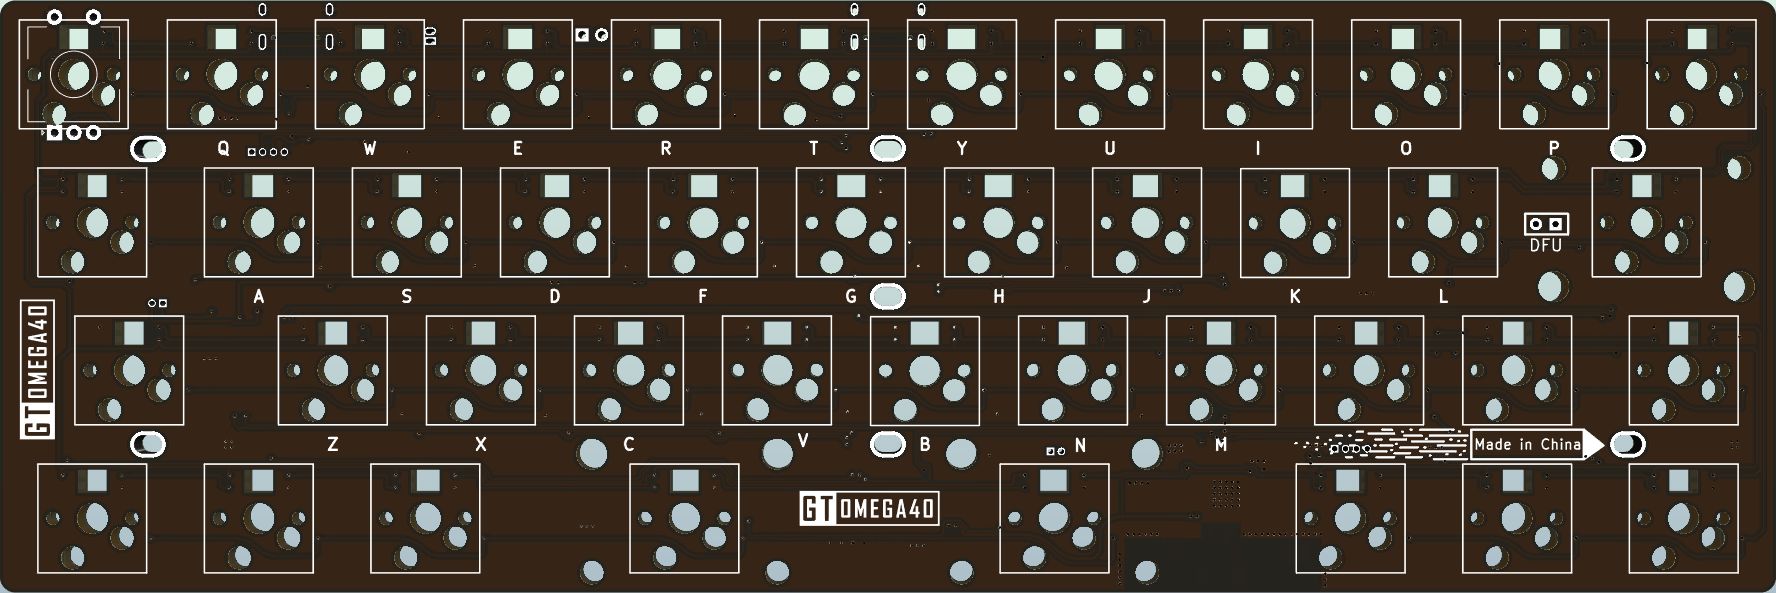 Q W E R T Y U I O P
DFU
A S D F G H J K L
GT OMEGA40
Z X C V B N M
Made in China
GT OMEGA40